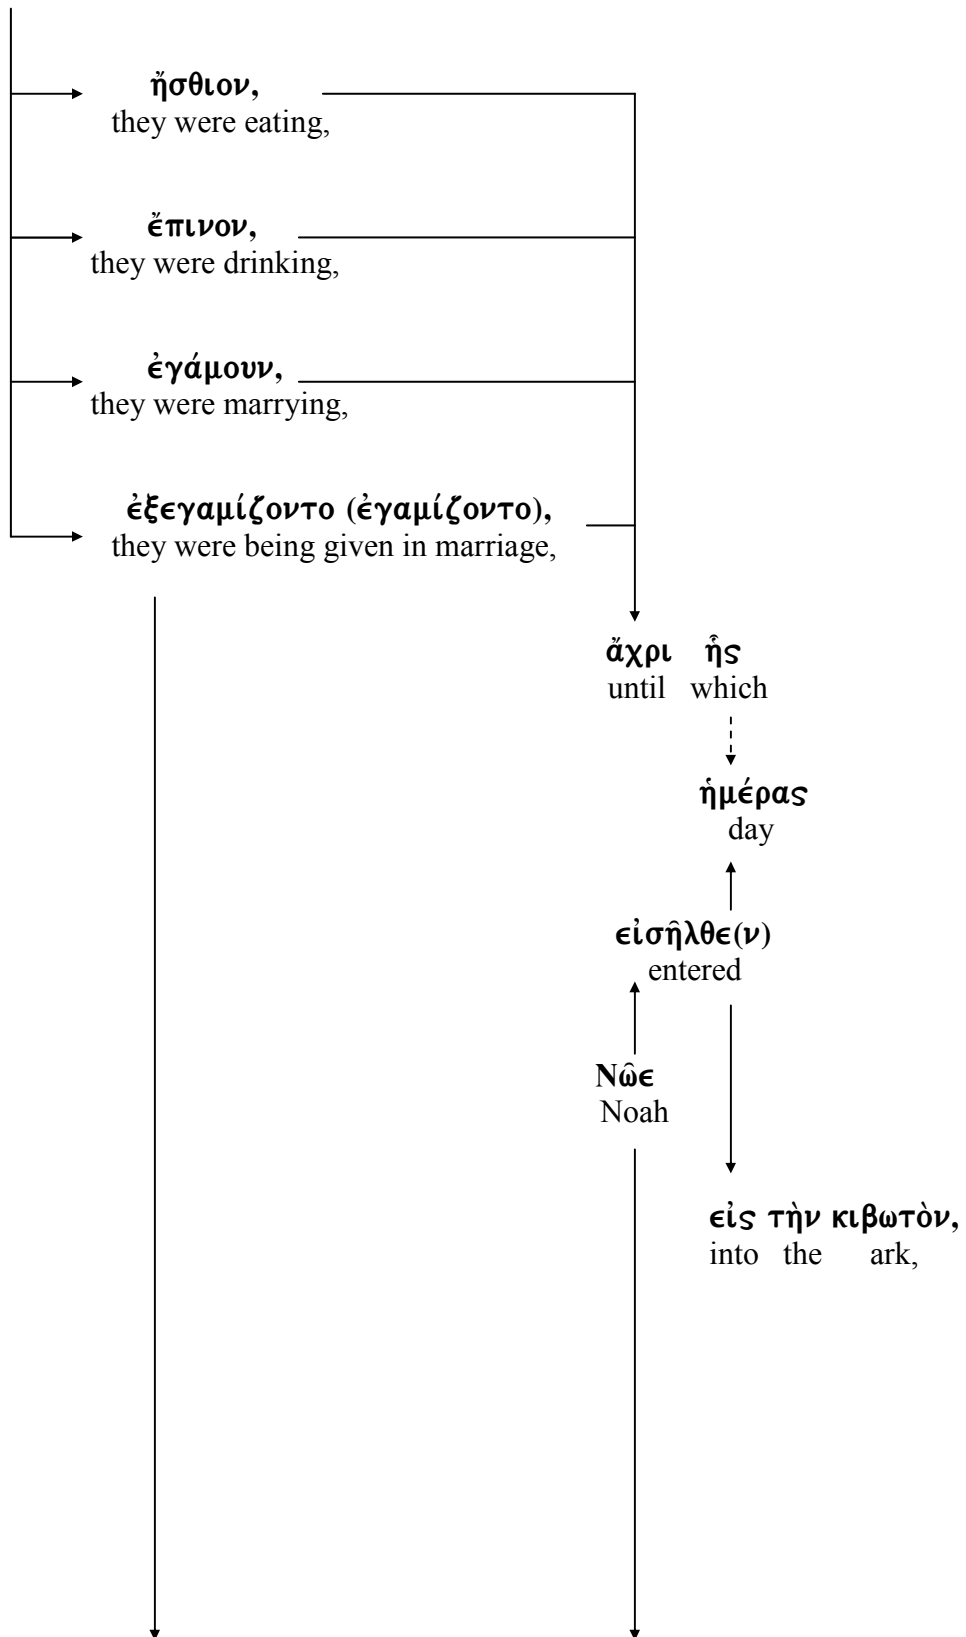 ἤσθιον,
they were eating,
ἔπινον,
they were drinking,
ἐγάμουν,
they were marrying,
ἐξεγαμίζοντο (ἐγαμίζοντο),
they were being given in marriage,
ἄχρι ἧς
until which
ἡμέρας
day
εἰσῆλθε(ν)
entered
Νῶε
Noah
εἰς τὴν κιβωτὸν,
into the ark,